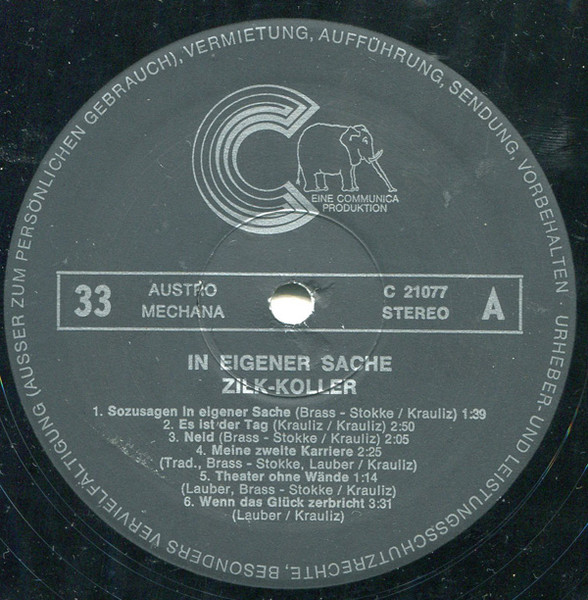 URHEBER- UND LEISTUNGSSCHUTZRECHTE, BESONDERS VERVIELFÄLTIGUNG (AUSSER ZUM PERSÖNLICHEN GEBRAUCH), VERMIETUNG, AUFFÜHRUNG, SENDUNG, VORBEHALTEN
EINE COMMUNICA
PRODUKTION
33 AUSTRO C 21077 A
MECHANA STEREO
IN EIGENER SACHE
ZILK-KOLLER
1. Sozusagen in eigener Sache (Brass - Stokke / Krauliz) 1:39
2. Es ist der Tag (Krauliz / Krauliz) 2:50
3. Neid (Brass - Stokke / Krauliz) 2:05
4. Meine zweite Karriere 2:25
(Trad., Brass - Stokke, Lauber / Krauliz)
5. Theater ohne Wände 1:14
(Lauber, Brass - Stokke / Krauliz)
6. Wenn das Glück zerbricht 3:31
(Lauber / Krauliz)